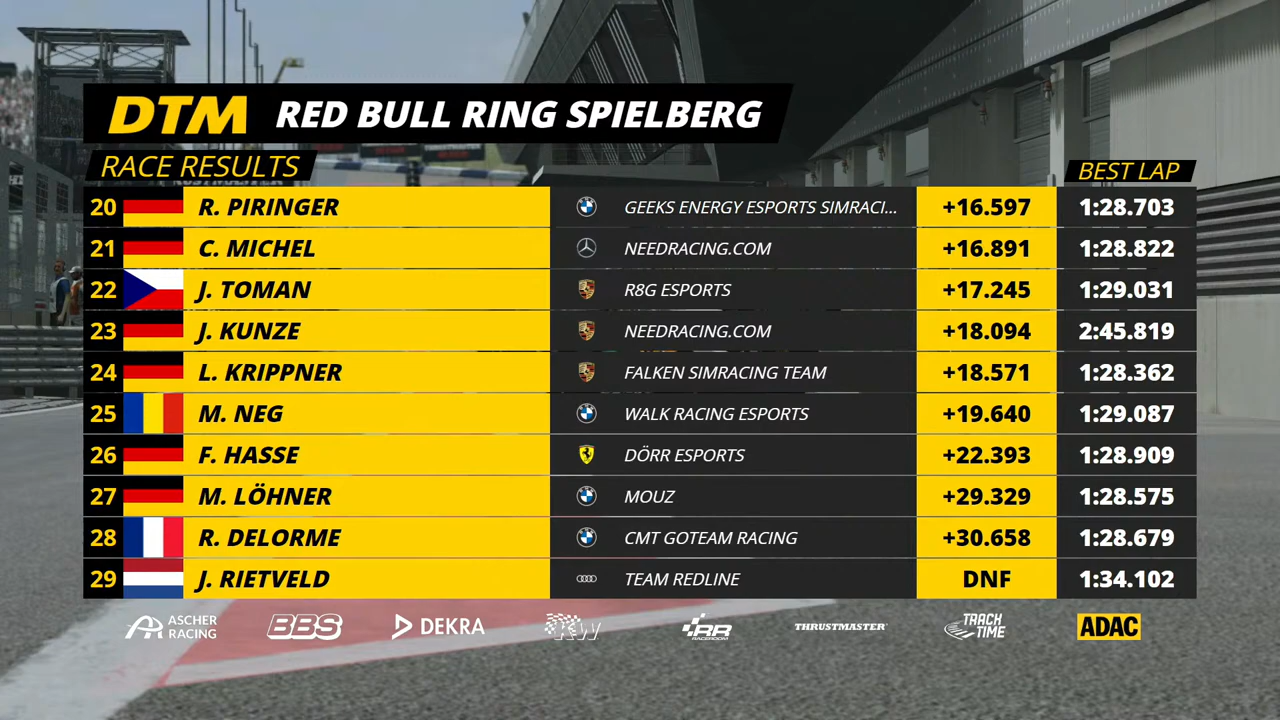 DTM RED BULL RING SPIELBERG
RACE RESULTS
BEST LAP
20 R. PIRINGER GEEKS ENERGY ESPORTS SIMRACI... +16.597 1:28.703
21 C. MICHEL NEEDRACING.COM +16.891 1:28.822
22 J. TOMAN R8G ESPORTS +17.245 1:29.031
23 J. KUNZE NEEDRACING.COM +18.094 2:45.819
24 L. KRIPPNER FALKEN SIMRACING TEAM +18.571 1:28.362
25 M. NEG WALK RACING ESPORTS +19.640 1:29.087
26 F. HASSE DÖRR ESPORTS +22.393 1:28.909
27 M. LÖHNER MOUZ +29.329 1:28.575
28 R. DELORME CMT GOTEAM RACING +30.658 1:28.679
29 J. RIETVELD TEAM REDLINE DNF 1:34.102
ASCHER RACING BBS DEKRA KW RR RACEROOM THRUSTMASTER TRACK TIME ADAC